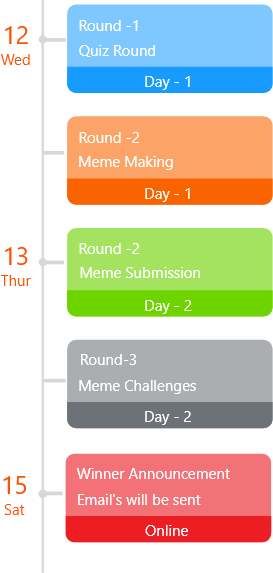 12
Wed
Round -1
Quiz Round
Day - 1
Round -2
Meme Making
Day - 1
13
Thur
Round -2
Meme Submission
Day - 2
Round-3
Meme Challenges
Day - 2
15
Sat
Winner Announcement
Email's will be sent
Online